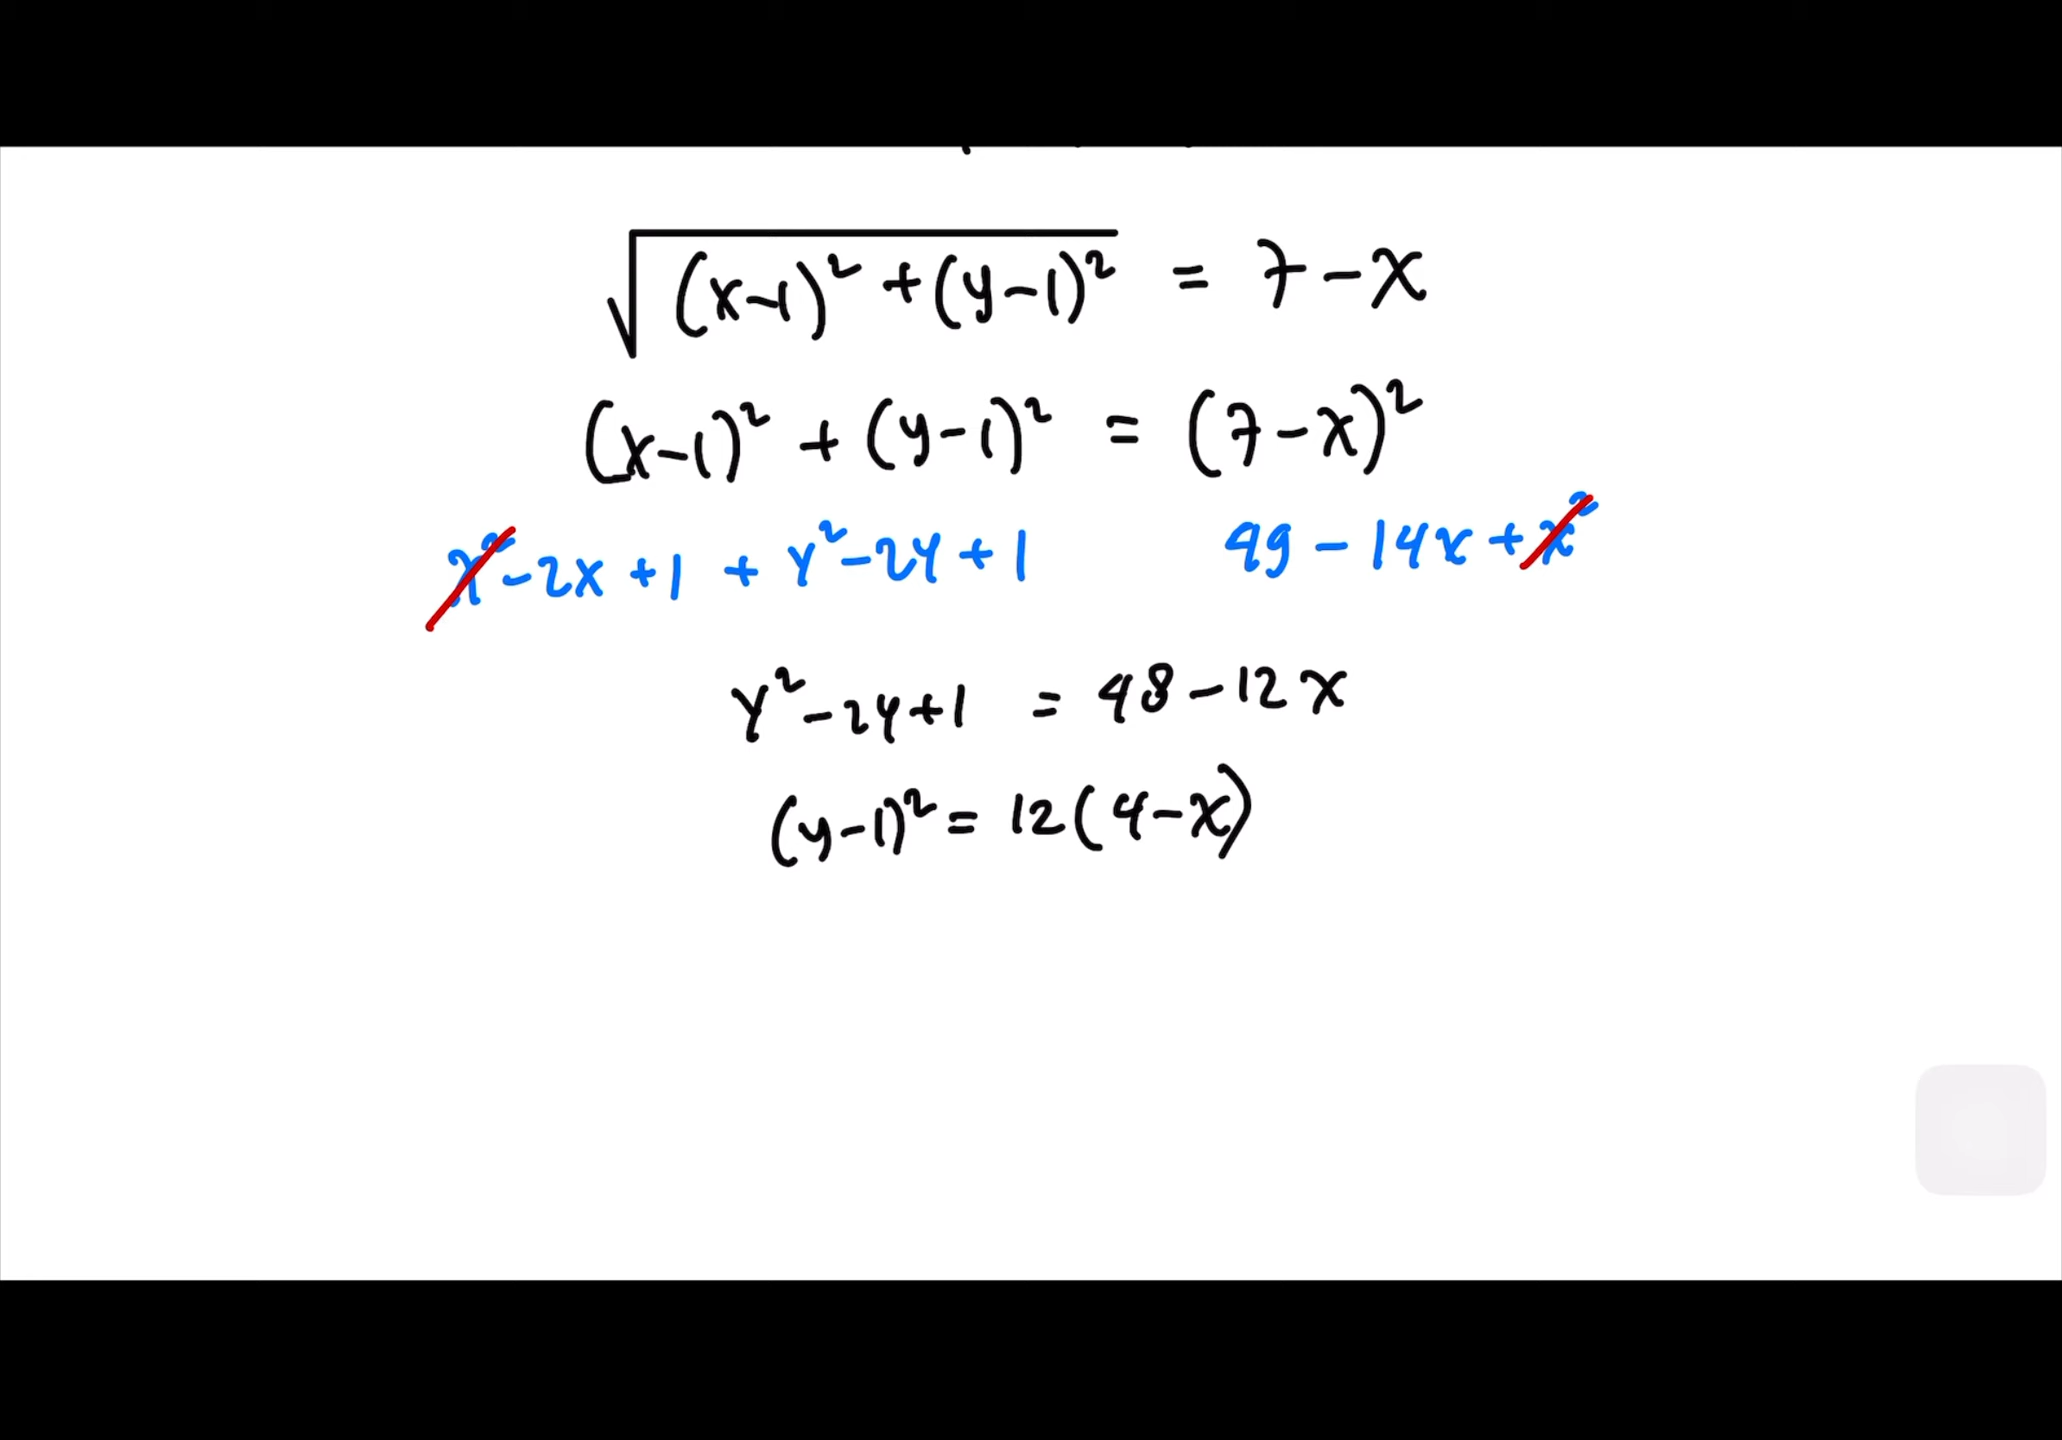 √((x-1)² + (y-1)²) = 7-x
(x-1)² + (y-1)² = (7-x)²
x²-2x+1 + y²-2y+1 49-14x+x²
y²-2y+1 = 48-12x
(y-1)² = 12(4-x)